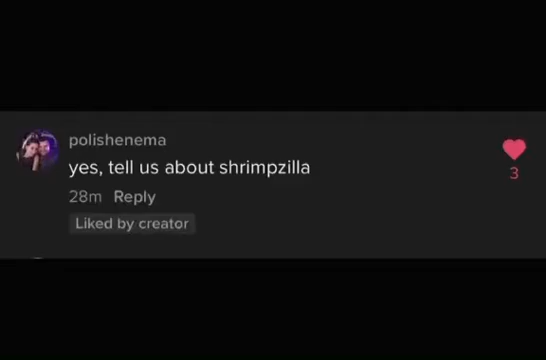 polishenema
yes, tell us about shrimpzilla
3
28m Reply
Liked by creator